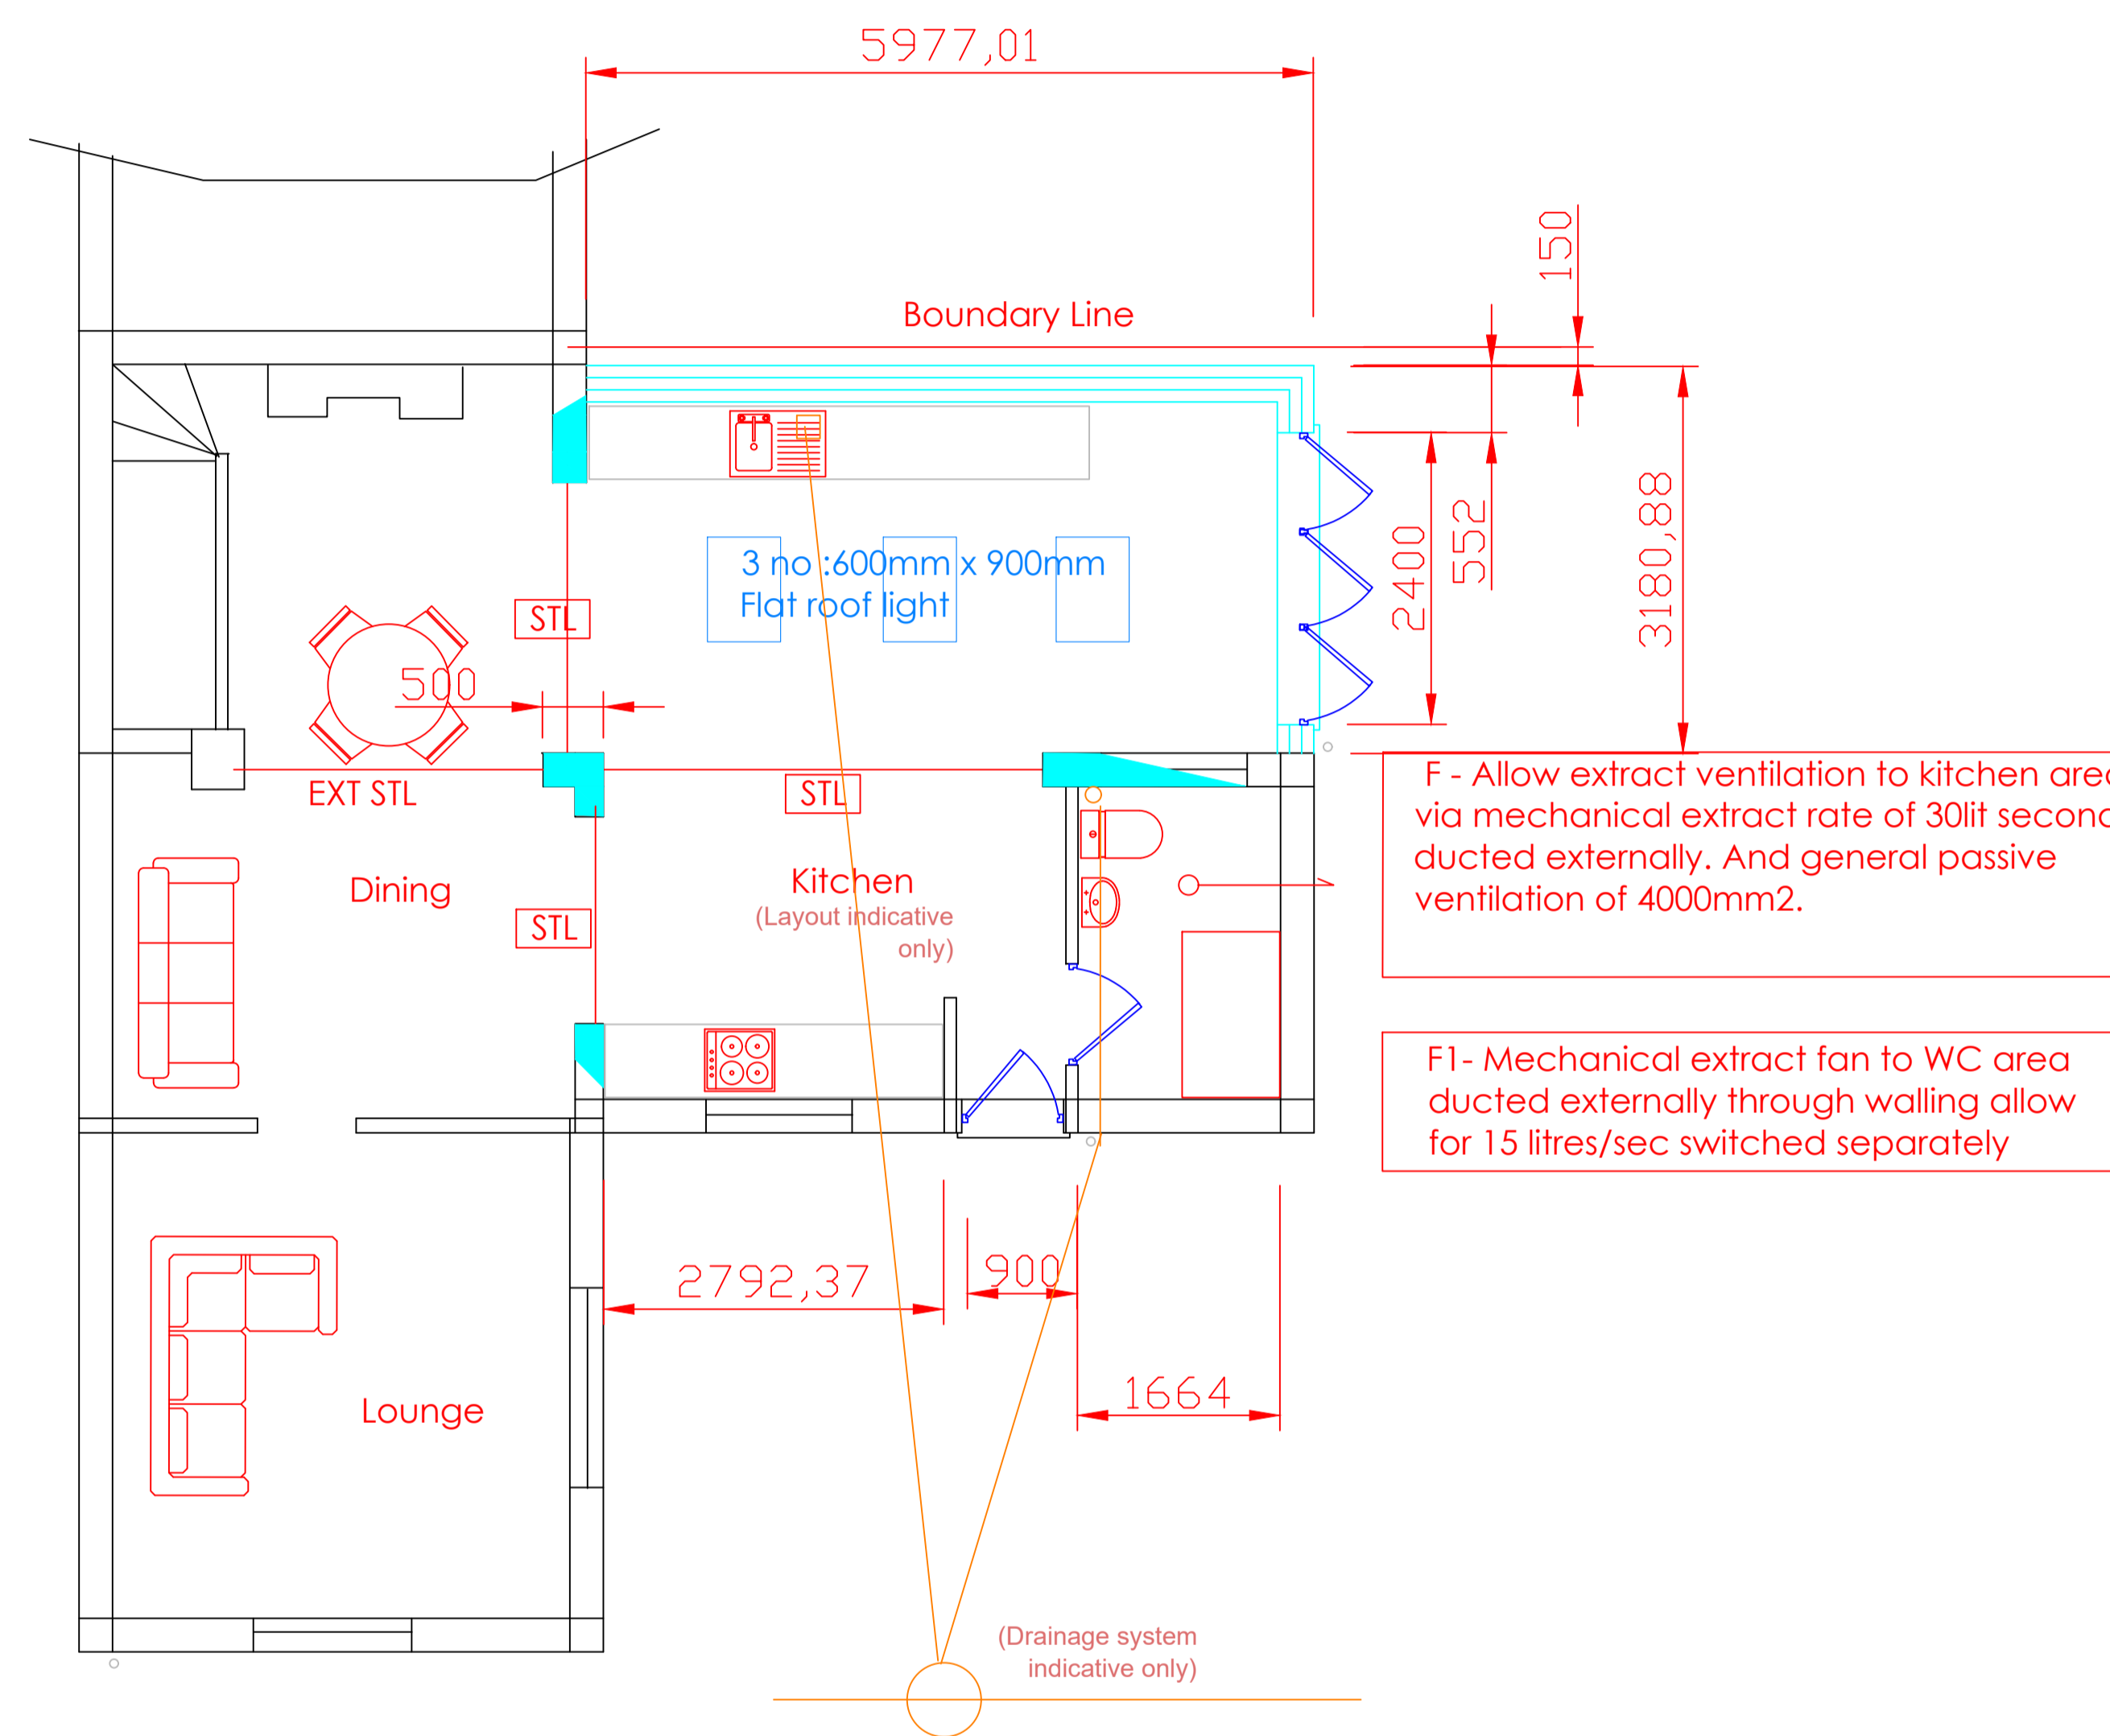 5977,01
150
Boundary Line
3 no :600mm x 900mm
Flat roof light
2400
552
3180,88
STL
500
EXT STL
STL
F - Allow extract ventilation to kitchen area
via mechanical extract rate of 30lit second
ducted externally. And general passive
ventilation of 4000mm2.
Dining
Kitchen
(Layout indicative
only)
STL
F1- Mechanical extract fan to WC area
ducted externally through walling allow
for 15 litres/sec switched separately
2792,37
900
1664
Lounge
(Drainage system
indicative only)